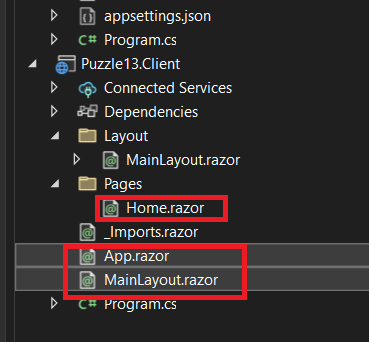 appsettings.json
C# Program.cs
Puzzle13.Client
Connected Services
Dependencies
Layout
@ MainLayout.razor
Pages
@ Home.razor
@ _Imports.razor
@ App.razor
@ MainLayout.razor
C# Program.cs